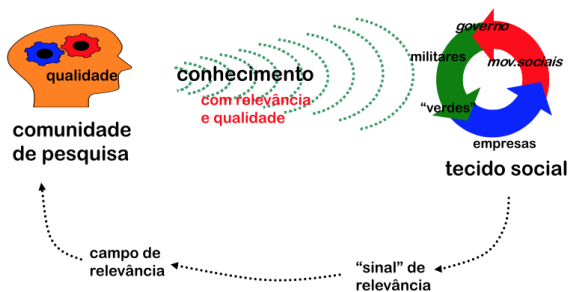 qualidade
comunidade
de pesquisa
conhecimento
com relevância
e qualidade
governo
militares
mov.sociais
“verdes”
empresas
tecido social
campo de
relevância
“sinal” de
relevância